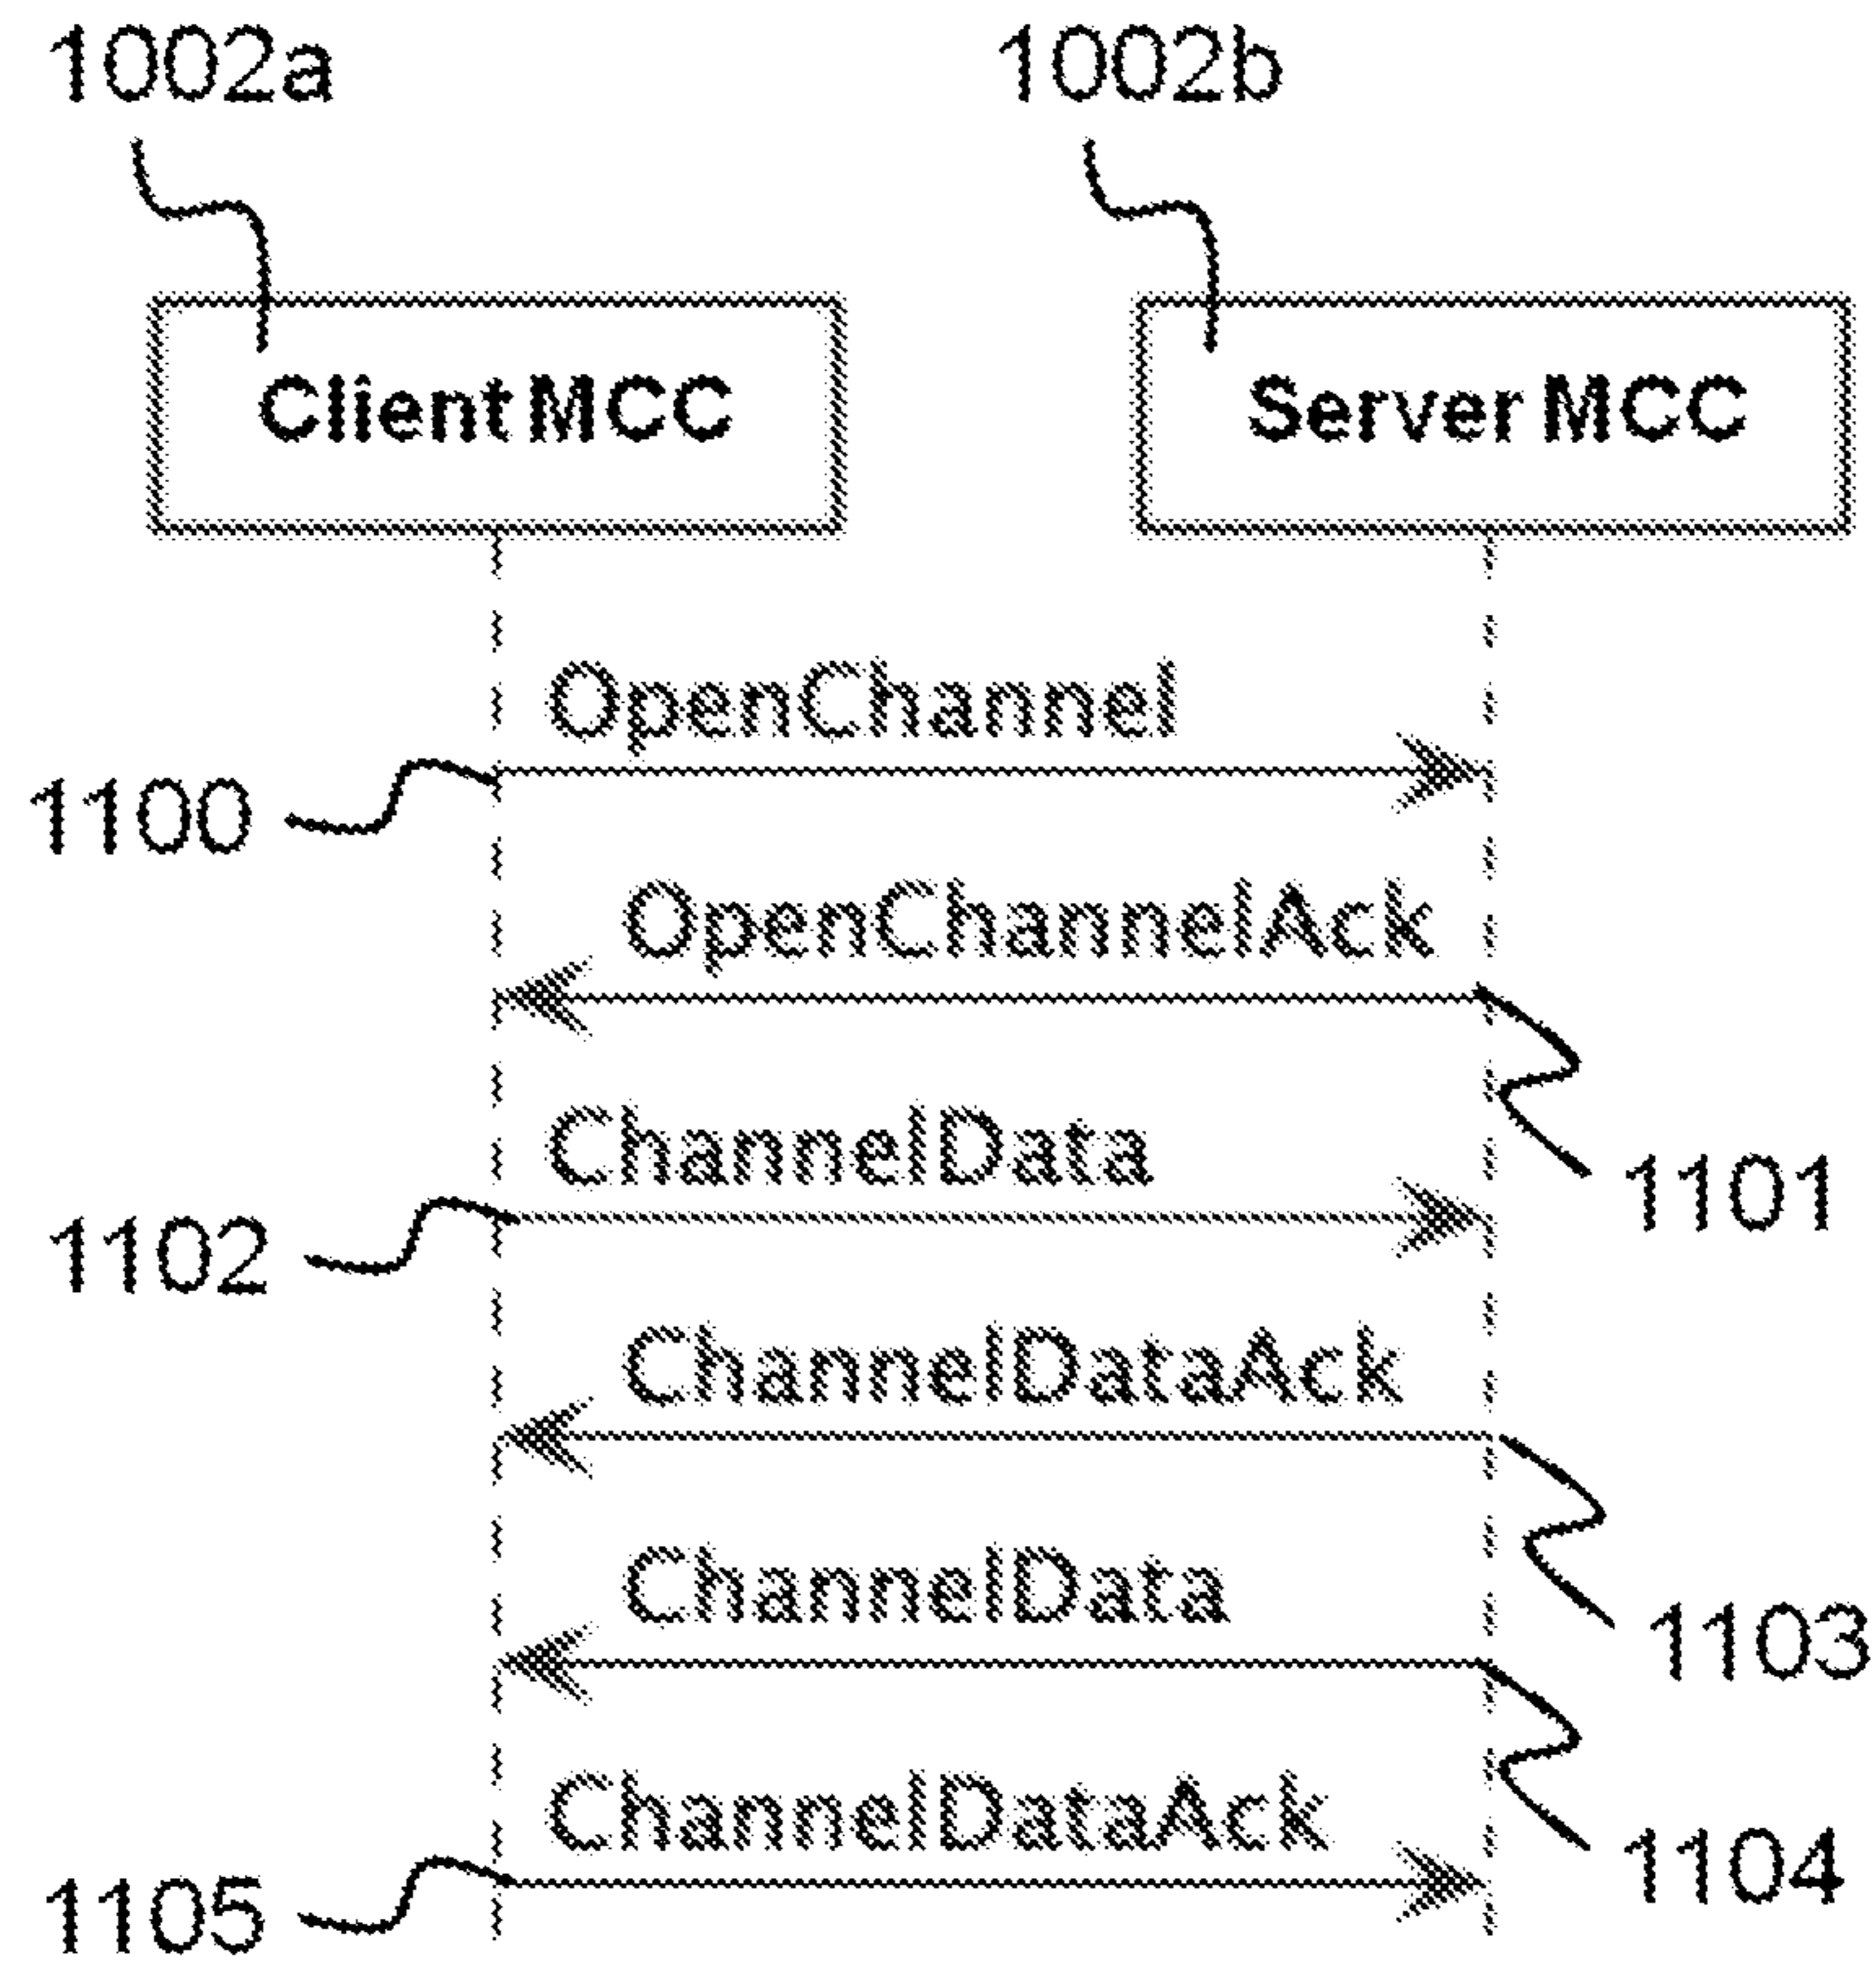 1002a
1002b
Client MCC
Server MCC
OpenChannel
1100
OpenChannelAck
1101
ChannelData
1102
ChannelDataAck
1103
ChannelData
1104
ChannelDataAck
1105